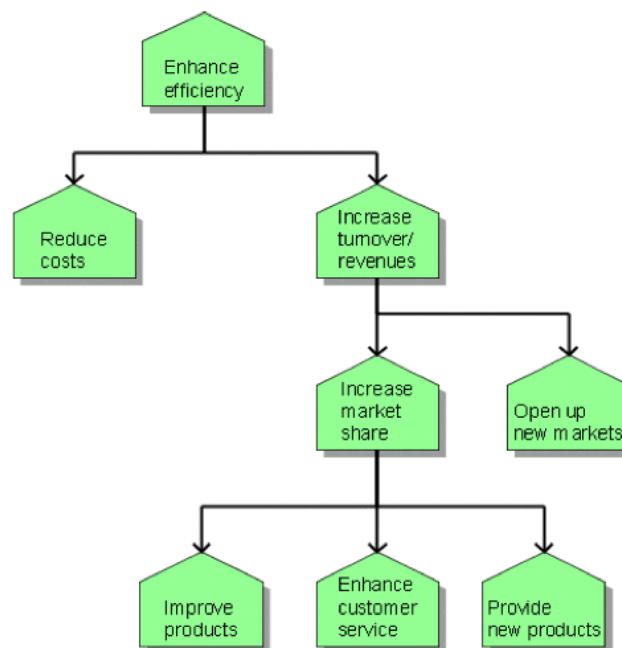 Enhance
efficiency
Reduce
costs
Increase
turnover/
revenues
Increase
market
share
Open up
new markets
Improve
products
Enhance
customer
service
Provide
new products